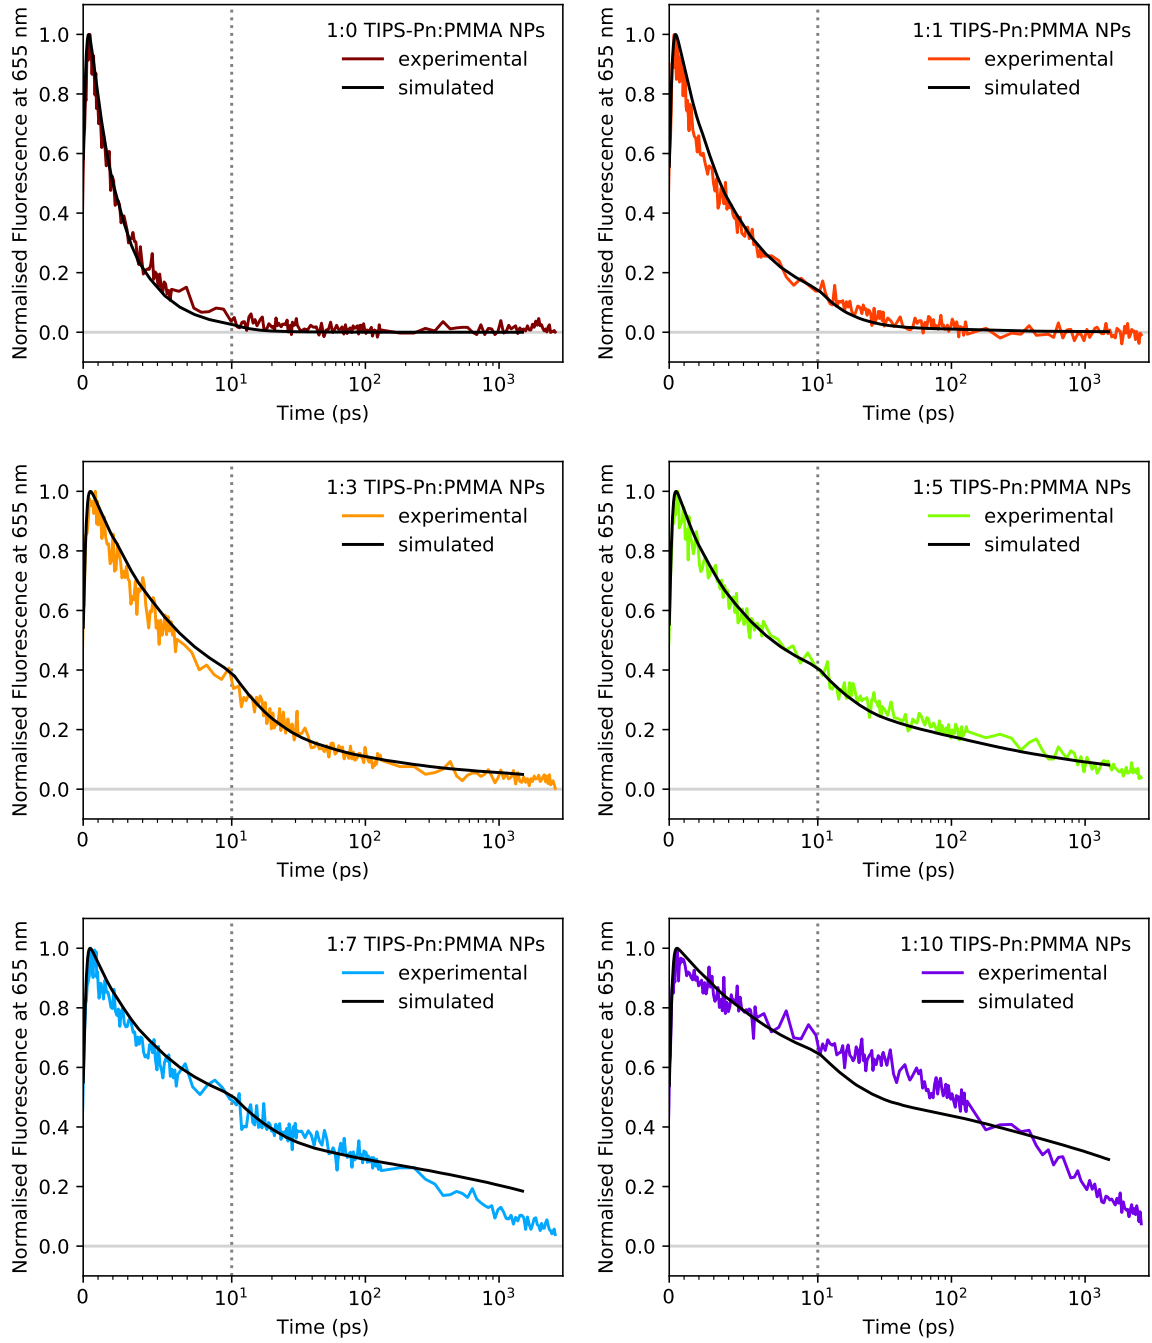 1:0 TIPS-Pn:PMMA NPs
experimental
simulated
Normalised Fluorescence at 655 nm
1.0
0.8
0.6
0.4
0.2
0.0
0 10¹ 10² 10³
Time (ps)
1:1 TIPS-Pn:PMMA NPs
experimental
simulated
Normalised Fluorescence at 655 nm
1.0
0.8
0.6
0.4
0.2
0.0
0 10¹ 10² 10³
Time (ps)
1:3 TIPS-Pn:PMMA NPs
experimental
simulated
Normalised Fluorescence at 655 nm
1.0
0.8
0.6
0.4
0.2
0.0
0 10¹ 10² 10³
Time (ps)
1:5 TIPS-Pn:PMMA NPs
experimental
simulated
Normalised Fluorescence at 655 nm
1.0
0.8
0.6
0.4
0.2
0.0
0 10¹ 10² 10³
Time (ps)
1:7 TIPS-Pn:PMMA NPs
experimental
simulated
Normalised Fluorescence at 655 nm
1.0
0.8
0.6
0.4
0.2
0.0
0 10¹ 10² 10³
Time (ps)
1:10 TIPS-Pn:PMMA NPs
experimental
simulated
Normalised Fluorescence at 655 nm
1.0
0.8
0.6
0.4
0.2
0.0
0 10¹ 10² 10³
Time (ps)